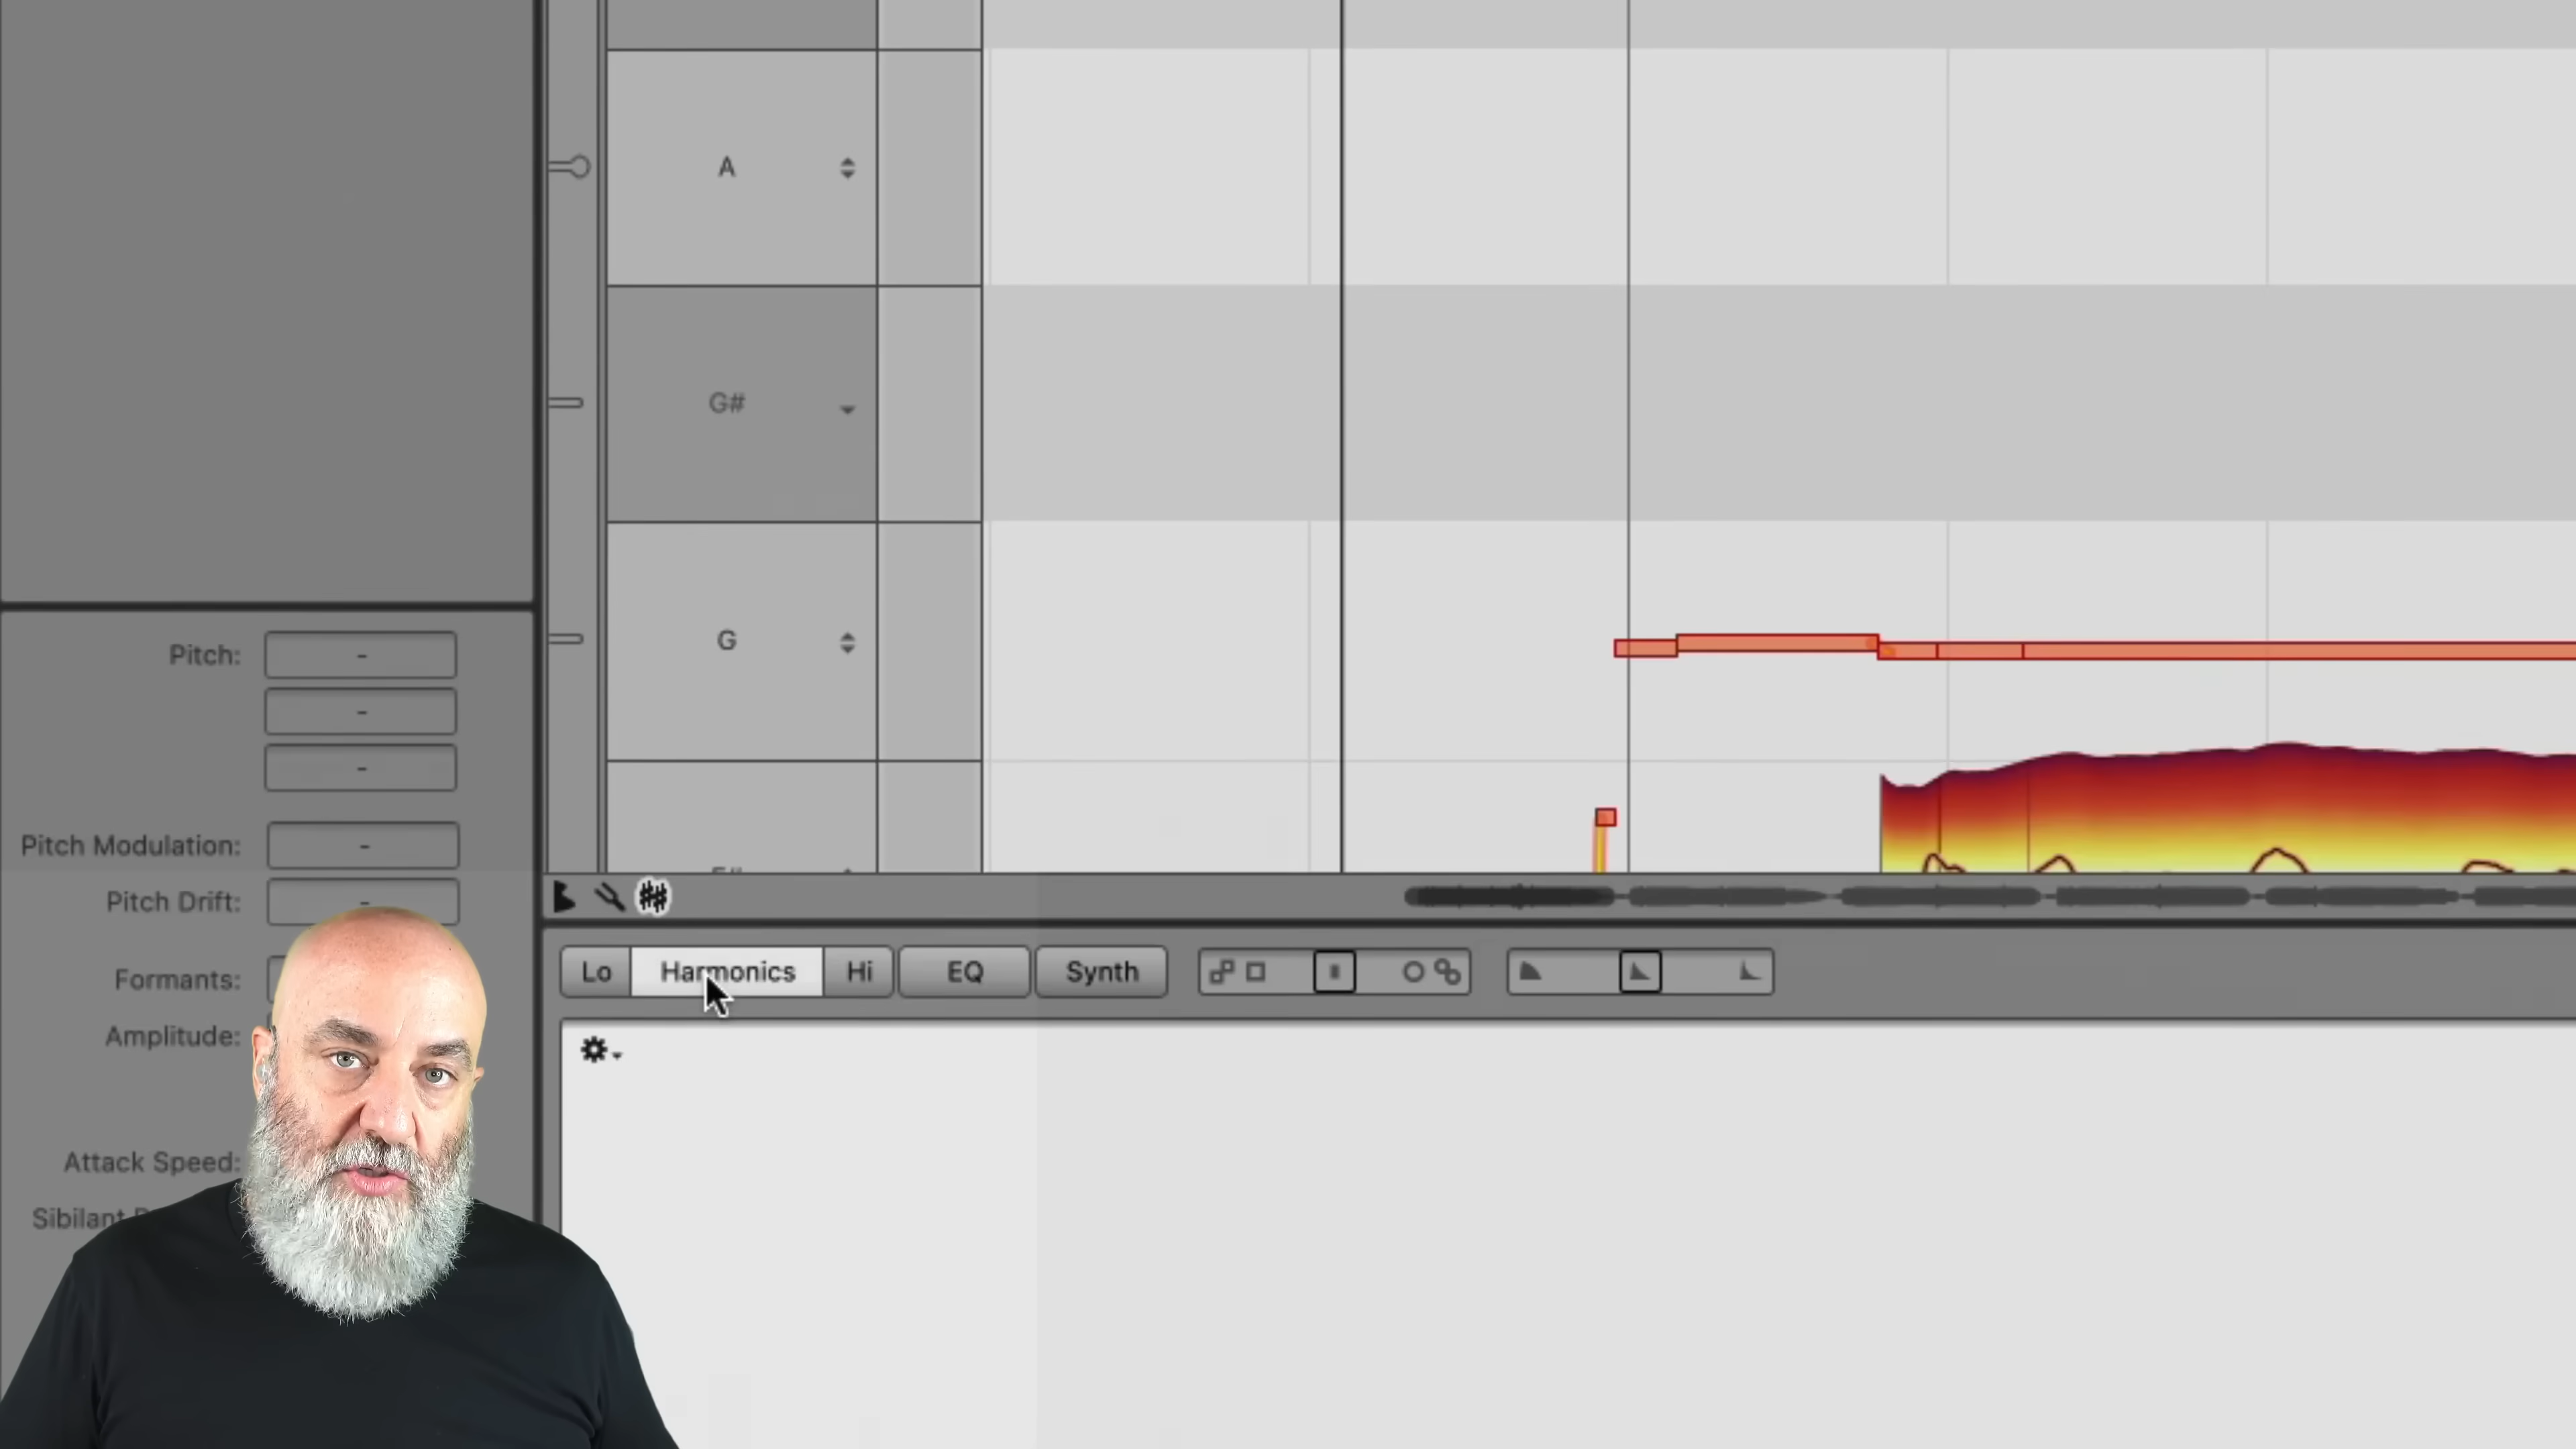 A
G#
G
Pitch: -
-
-
Pitch Modulation: -
Pitch Drift: -
Formants:
Amplitude:
Attack Speed:
Sibilant
Lo Harmonics Hi EQ Synth